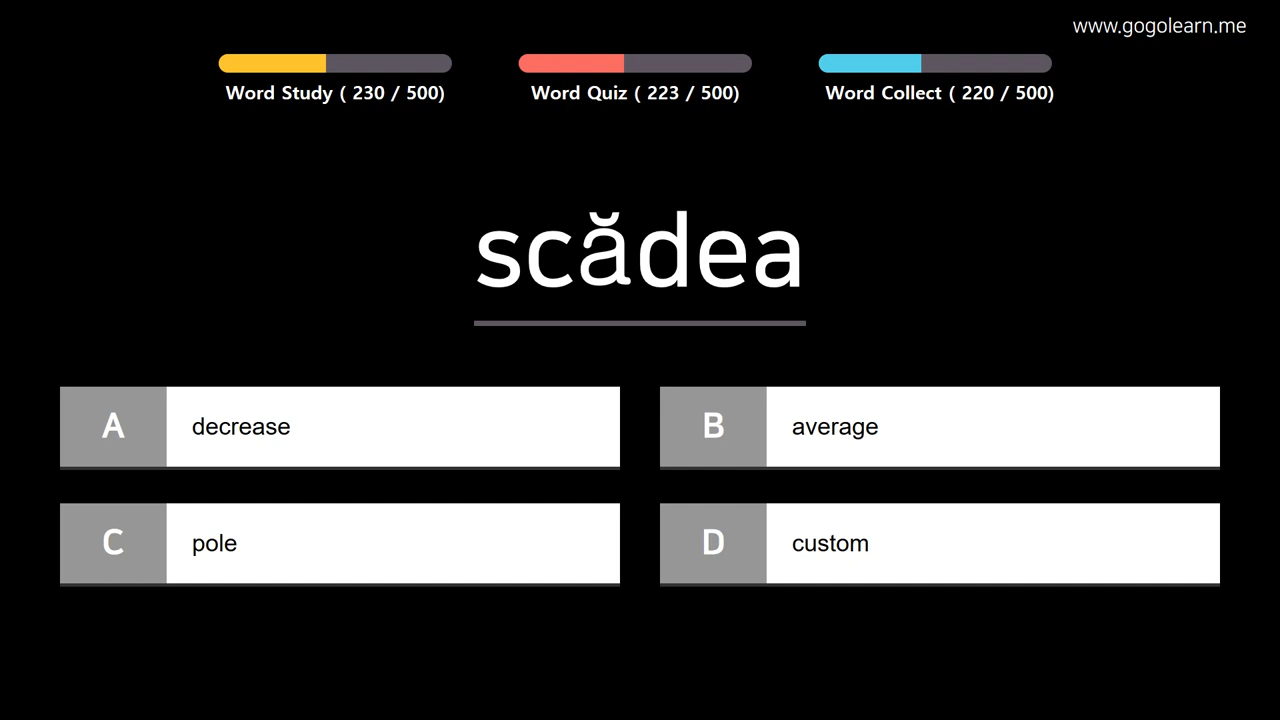 www.gogolearn.me
Word Study ( 230 / 500)
Word Quiz ( 223 / 500)
Word Collect ( 220 / 500)
scădea
A decrease
B average
C pole
D custom